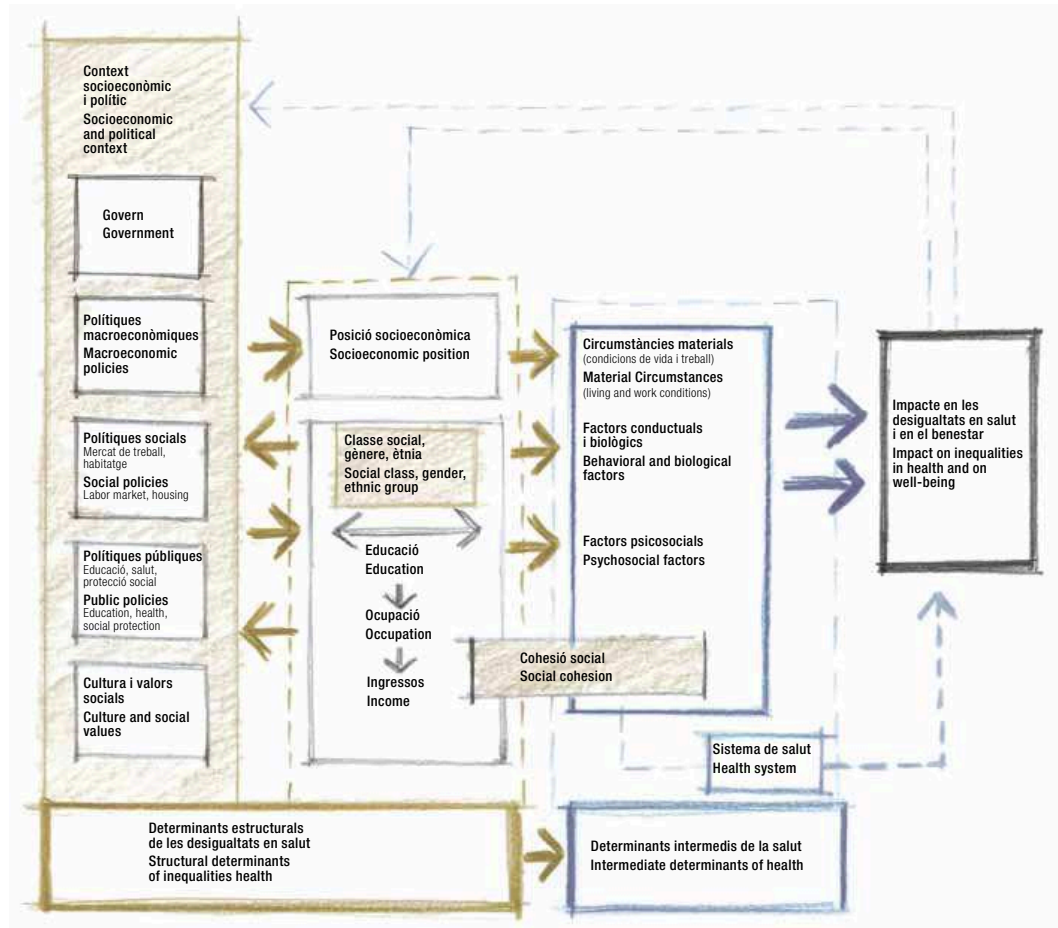 Context
socioeconòmic
i polític
Socioeconomic
and political
context
Govern
Government
Polítiques
macroeconòmiques
Macroeconomic
policies
Polítiques socials
Mercat de treball,
habitatge
Social policies
Labor market, housing
Polítiques públiques
Educació, salut,
protecció social
Public policies
Education, health,
social protection
Cultura i valors
socials
Culture and social
values
Posició socioeconòmica
Socioeconomic position
Classe social,
gènere, ètnia
Social class, gender,
ethnic group
Educació
Education
Ocupació
Occupation
Ingressos
Income
Cohesió social
Social cohesion
Circumstàncies materials
(condicions de vida i treball)
Material Circumstances
(living and work conditions)
Factors conductuals
i biològics
Behavioral and biological
factors
Factors psicosocials
Psychosocial factors
Sistema de salut
Health system
Impacte en les
desigualtats en salut
i en el benestar
Impact on inequalities
in health and on
well-being
Determinants estructurals
de les desigualtats en salut
Structural determinants
of inequalities health
Determinants intermedis de la salut
Intermediate determinants of health